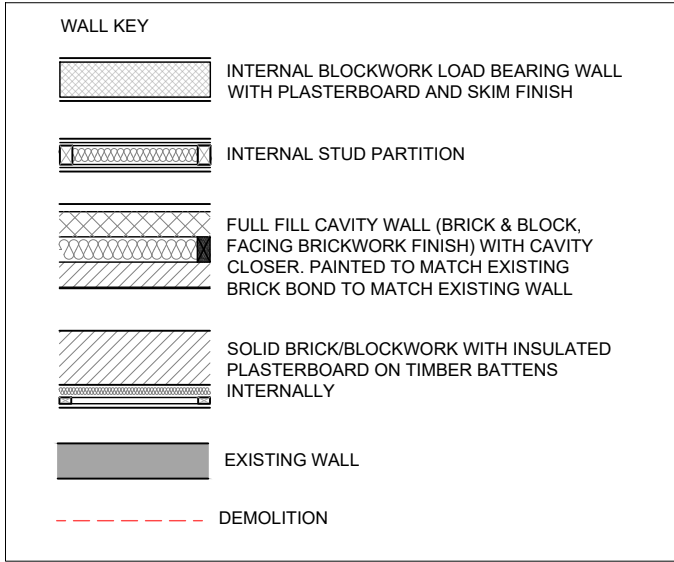 WALL KEY
INTERNAL BLOCKWORK LOAD BEARING WALL
WITH PLASTERBOARD AND SKIM FINISH
INTERNAL STUD PARTITION
FULL FILL CAVITY WALL (BRICK & BLOCK,
FACING BRICKWORK FINISH) WITH CAVITY
CLOSER. PAINTED TO MATCH EXISTING
BRICK BOND TO MATCH EXISTING WALL
SOLID BRICK/BLOCKWORK WITH INSULATED
PLASTERBOARD ON TIMBER BATTENS
INTERNALLY
EXISTING WALL
DEMOLITION